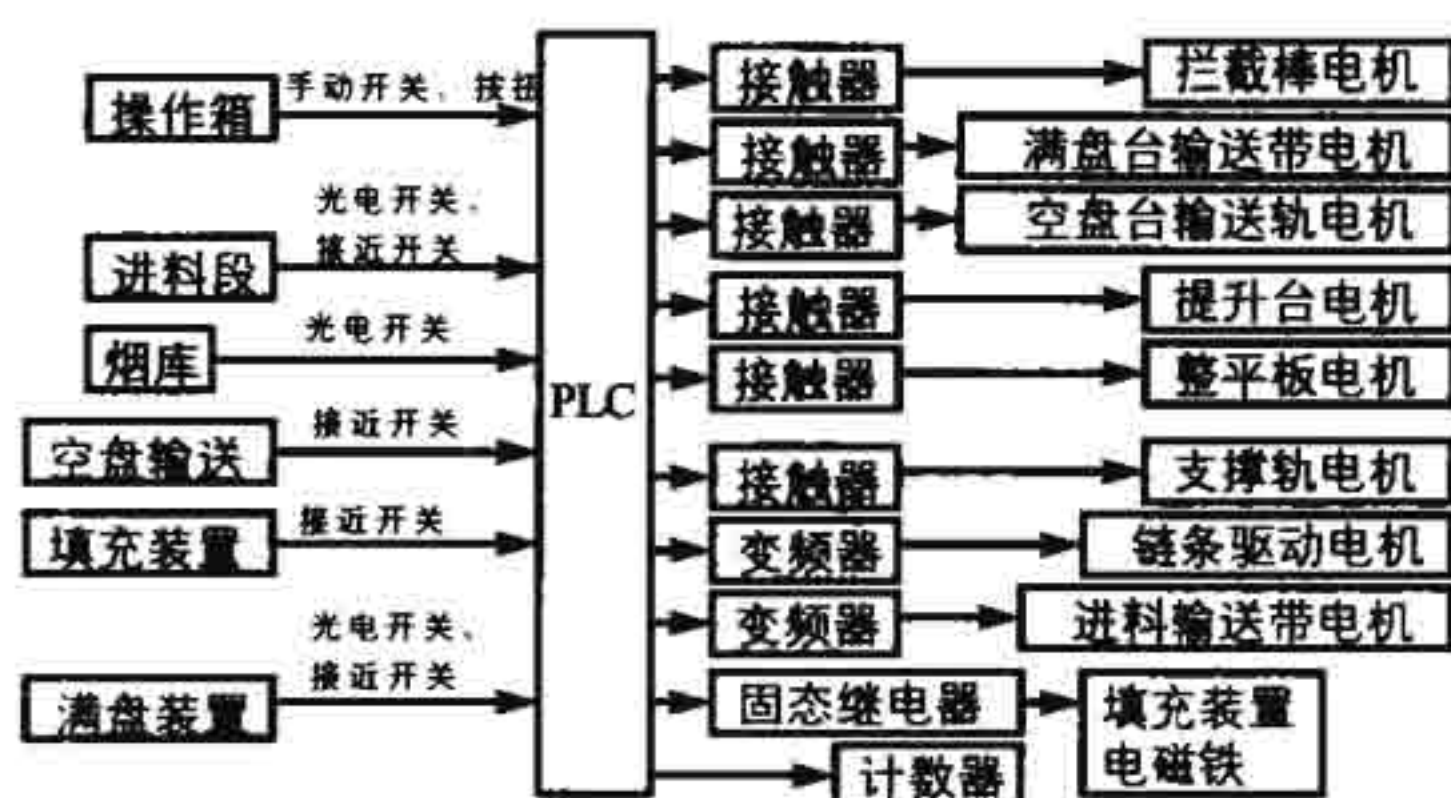 手动开关、按扭
操作箱
光电开关、
接近开关
进料段
光电开关
烟库
接近开关
空盘输送
接近开关
填充装置
光电开关、
接近开关
满盘装置
PLC
接触器
拦截棒电机
接触器
满盘台输送带电机
接触器
空盘台输送轨电机
接触器
提升台电机
接触器
整平板电机
接触器
支撑轨电机
变频器
链条驱动电机
变频器
进料输送带电机
固态继电器
填充装置
电磁铁
计数器